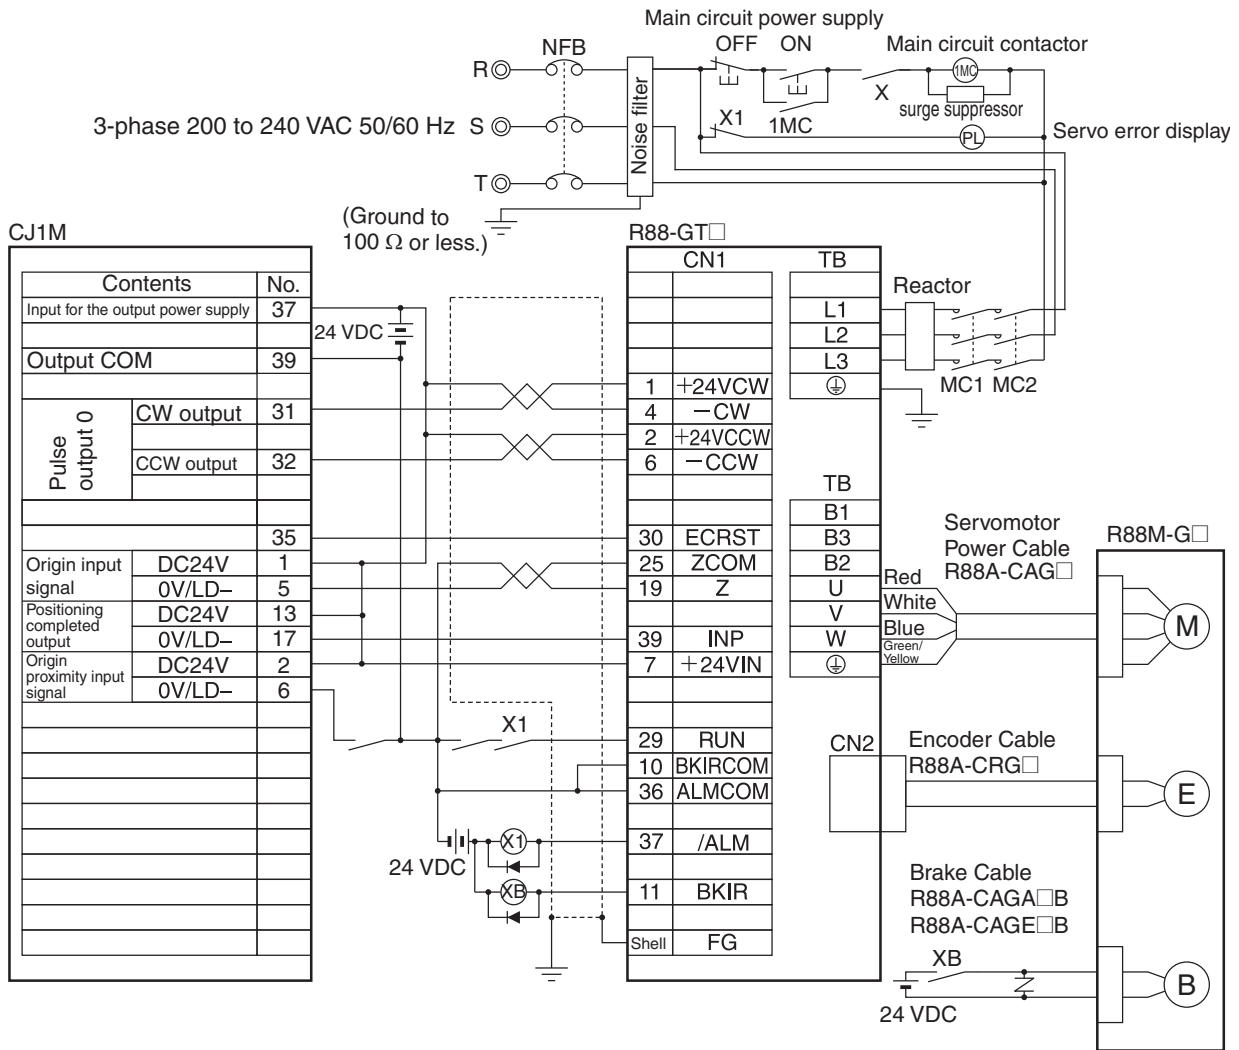 Main circuit power supply
NFB
OFF ON
Main circuit contactor
R
1MC
X
surge suppressor
Noise filter
X1
1MC
3-phase 200 to 240 VAC 50/60 Hz S
PL
Servo error display
T
(Ground to
100 Ω or less.)
CJ1M
R88-GT□
Contents No.
Input for the output power supply 37
24 VDC
Output COM 39
Pulse
output 0
CW output 31
CCW output 32
35
Origin input
signal
DC24V 1
0V/LD– 5
Positioning
completed
output
DC24V 13
0V/LD– 17
Origin
proximity input
signal
DC24V 2
0V/LD– 6
X1
24 VDC
X1
XB
CN1
1 +24VCW
4 −CW
2 +24VCCW
6 −CCW
30 ECRST
25 ZCOM
19 Z
39 INP
7 +24VIN
29 RUN
10 BKIRCOM
36 ALMCOM
37 /ALM
11 BKIR
Shell FG
TB
L1
L2
L3
Reactor
MC1 MC2
TB
B1
B3
B2
U
V
W
Red
White
Blue
Green/
Yellow
Servomotor
Power Cable
R88A-CAG□
R88M-G□
M
CN2
Encoder Cable
R88A-CRG□
E
Brake Cable
R88A-CAGA□B
R88A-CAGE□B
XB
24 VDC
B